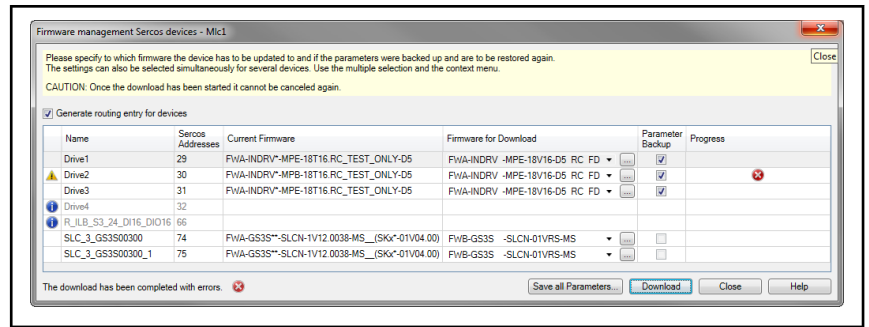 Firmware management Sercos devices - Mlc1
Please specify to which firmware the device has to be updated to and if the parameters were backed up and are to be restored again.
The settings can also be selected simultaneously for several devices. Use the multiple selection and the context menu.
Close
CAUTION: Once the download has been started it cannot be canceled again.
Generate routing entry for devices
Name Sercos Addresses Current Firmware Firmware for Download Parameter Backup Progress
Drive1 29 FWA-INDRV*-MPE-18T16.RC_TEST_ONLY-D5 FWA-INDRV -MPE-18V16-D5 RC FD ...
Drive2 30 FWA-INDRV*-MPB-18T16.RC_TEST_ONLY-D5 FWA-INDRV -MPE-18V16-D5 RC FD ...
Drive3 31 FWA-INDRV*-MPE-18T16.RC_TEST_ONLY-D5 FWA-INDRV -MPE-18V16-D5 RC FD ...
Drive4 32
R_ILB_S3_24_DI16_DIO16 66
SLC_3_GS3S00300 74 FWA-GS3S**-SLCN-1V12.0038-MS__(SKx*-01V04.00) FWB-GS3S -SLCN-01VRS-MS ...
SLC_3_GS3S00300_1 75 FWA-GS3S**-SLCN-1V12.0038-MS__(SKx*-01V04.00) FWB-GS3S -SLCN-01VRS-MS ...
The download has been completed with errors. Save all Parameters... Download Close Help